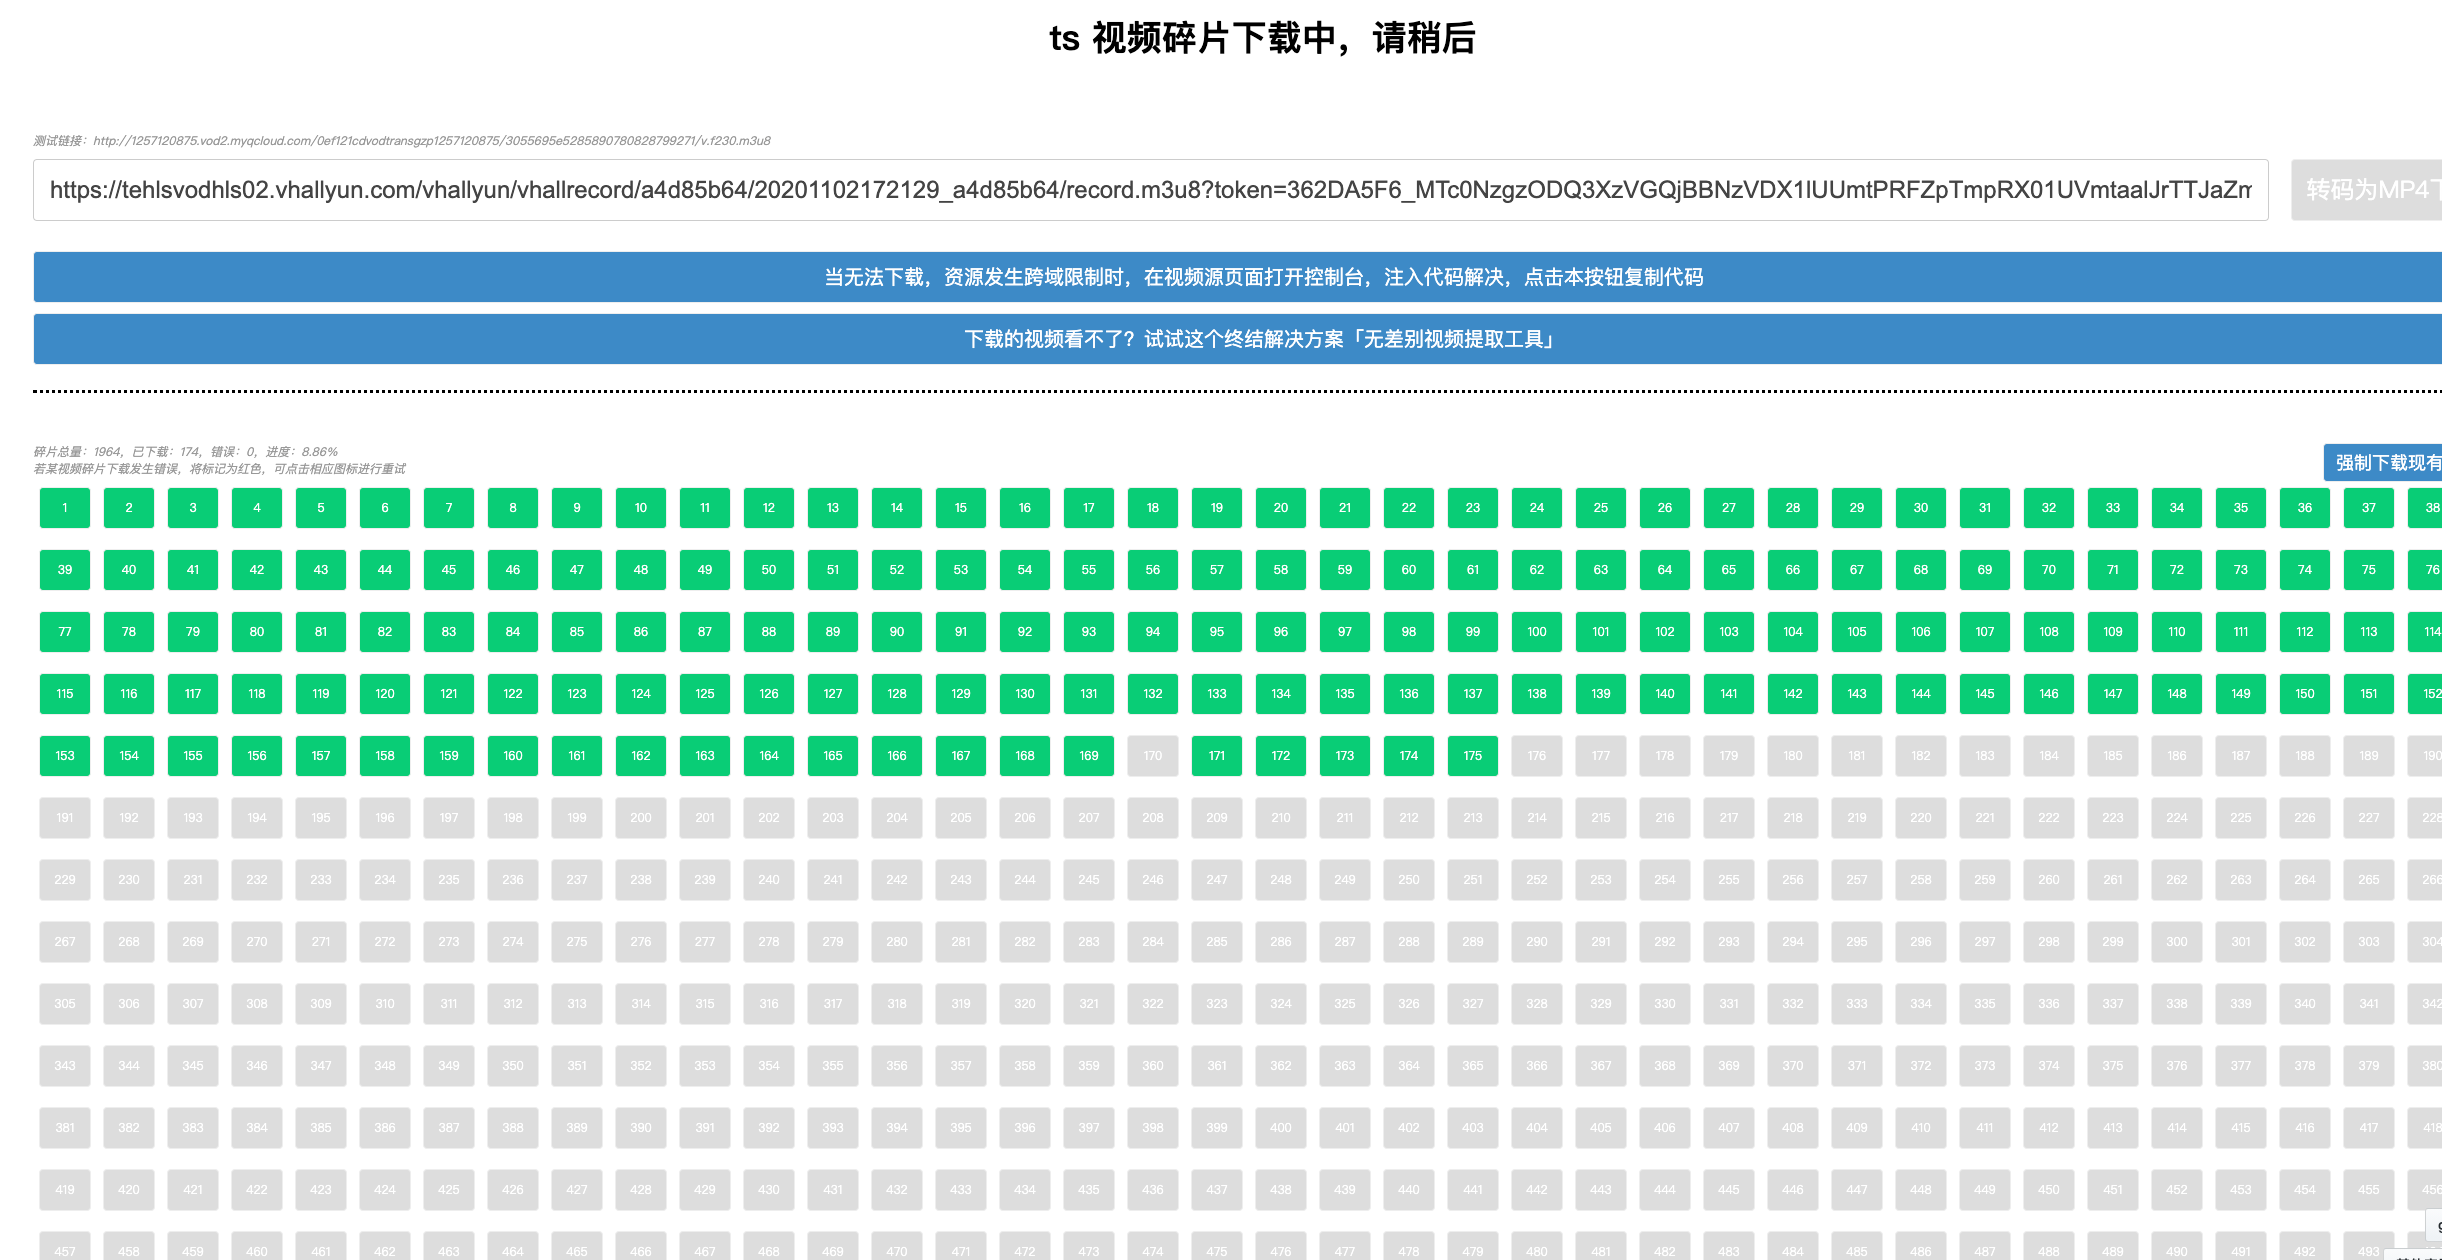 ts 视频碎片下载中，请稍后
测试链接：http://1257120875.vod2.myqcloud.com/0ef121cdvodtransgzp1257120875/3055695e5285890780828799271/v.f230.m3u8
https://tehlsvodhls02.vhallyun.com/vhallyun/vhallrecord/a4d85b64/20201102172129_a4d85b64/record.m3u8?token=362DA5F6_MTc0NzgzODQ3XzVGQjBBNzVDX1lUUmtPRFZpTmpRX01UVmtaalJrTTJaZm
转码为MP4下
当无法下载，资源发生跨域限制时，在视频源页面打开控制台，注入代码解决，点击本按钮复制代码
下载的视频看不了？试试这个终结解决方案「无差别视频提取工具」
碎片总量：1964，已下载：174，错误：0，进度：8.86%
若某视频碎片下载发生错误，将标记为红色，可点击相应图标进行重试
强制下载现有
1 2 3 4 5 6 7 8 9 10 11 12 13 14 15 16 17 18 19 20 21 22 23 24 25 26 27 28 29 30 31 32 33 34 35 36 37 38
39 40 41 42 43 44 45 46 47 48 49 50 51 52 53 54 55 56 57 58 59 60 61 62 63 64 65 66 67 68 69 70 71 72 73 74 75 76
77 78 79 80 81 82 83 84 85 86 87 88 89 90 91 92 93 94 95 96 97 98 99 100 101 102 103 104 105 106 107 108 109 110 111 112 113 114
115 116 117 118 119 120 121 122 123 124 125 126 127 128 129 130 131 132 133 134 135 136 137 138 139 140 141 142 143 144 145 146 147 148 149 150 151 152
153 154 155 156 157 158 159 160 161 162 163 164 165 166 167 168 169 170 171 172 173 174 175 176 177 178 179 180 181 182 183 184 185 186 187 188 189 190
191 192 193 194 195 196 197 198 199 200 201 202 203 204 205 206 207 208 209 210 211 212 213 214 215 216 217 218 219 220 221 222 223 224 225 226 227 228
229 230 231 232 233 234 235 236 237 238 239 240 241 242 243 244 245 246 247 248 249 250 251 252 253 254 255 256 257 258 259 260 261 262 263 264 265 266
267 268 269 270 271 272 273 274 275 276 277 278 279 280 281 282 283 284 285 286 287 288 289 290 291 292 293 294 295 296 297 298 299 300 301 302 303 304
305 306 307 308 309 310 311 312 313 314 315 316 317 318 319 320 321 322 323 324 325 326 327 328 329 330 331 332 333 334 335 336 337 338 339 340 341 342
343 344 345 346 347 348 349 350 351 352 353 354 355 356 357 358 359 360 361 362 363 364 365 366 367 368 369 370 371 372 373 374 375 376 377 378 379 380
381 382 383 384 385 386 387 388 389 390 391 392 393 394 395 396 397 398 399 400 401 402 403 404 405 406 407 408 409 410 411 412 413 414 415 416 417 418
419 420 421 422 423 424 425 426 427 428 429 430 431 432 433 434 435 436 437 438 439 440 441 442 443 444 445 446 447 448 449 450 451 452 453 454 455 456
457 458 459 460 461 462 463 464 465 466 467 468 469 470 471 472 473 474 475 476 477 478 479 480 481 482 483 484 485 486 487 488 489 490 491 492 493